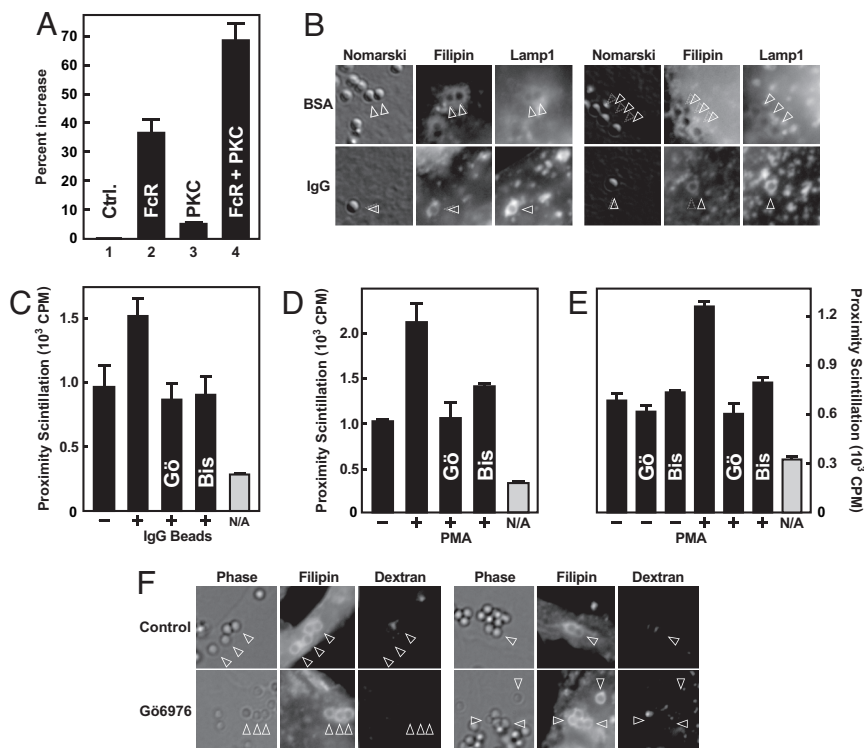 A
Percent increase
70
60
50
40
30
20
10
0
Ctrl.
FcR
PKC
FcR + PKC
1 2 3 4
B
Nomarski Filipin Lamp1 Nomarski Filipin Lamp1
BSA
IgG
C
Proximity Scintillation (10³ CPM)
1.5
1.0
0.5
0
Gö
Bis
– + + + N/A
IgG Beads
D
Proximity Scintillation (10³ CPM)
2.0
1.5
1.0
0.5
0
Gö
Bis
– + + + N/A
PMA
E
Gö
Bis
Gö
Bis
– – – + + + N/A
PMA
1.2
0.9
0.6
0.3
0
Proximity Scintillation (10³ CPM)
F
Phase Filipin Dextran Phase Filipin Dextran
Control
Gö6976